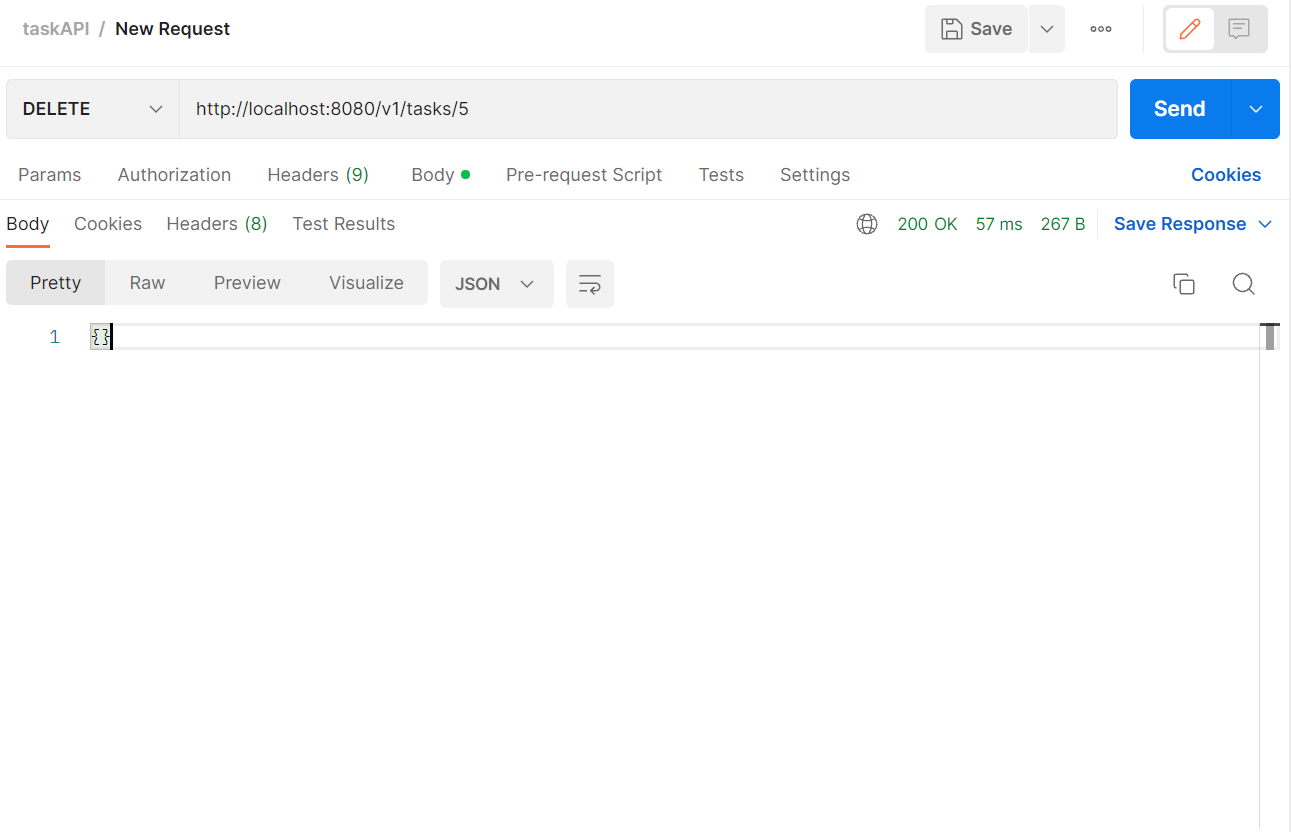 taskAPI / New Request
Save
DELETE
http://localhost:8080/v1/tasks/5
Send
Params Authorization Headers (9) Body Pre-request Script Tests Settings Cookies
Body Cookies Headers (8) Test Results 200 OK 57 ms 267 B Save Response
Pretty Raw Preview Visualize JSON
1 {}